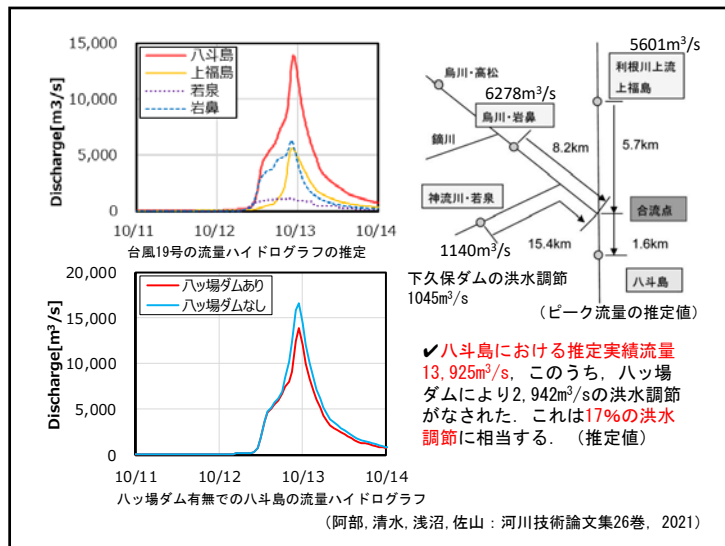 15,000
10,000
5,000
0
Discharge[m3/s]
八斗島
上福島
若泉
岩鼻
10/11
10/12
10/13
10/14
台風19号の流量ハイドログラフの推定
20,000
15,000
10,000
5,000
0
Discharge[m³/s]
八ッ場ダムあり
八ッ場ダムなし
10/11
10/12
10/13
10/14
八ッ場ダム有無での八斗島の流量ハイドログラフ
5601m³/s
烏川・高松
利根川上流
上福島
6278m³/s
烏川・岩鼻
鏑川
8.2km
5.7km
神流川・若泉
合流点
1140m³/s
15.4km
1.6km
下久保ダムの洪水調節
1045m³/s
八斗島
(ピーク流量の推定値)
✔八斗島における推定実績流量
13,925m³/s, このうち, 八ッ場
ダムにより2,942m³/sの洪水調節
がなされた. これは17%の洪水
調節に相当する. (推定値)
(阿部, 清水, 浅沼, 佐山：河川技術論文集26巻, 2021)